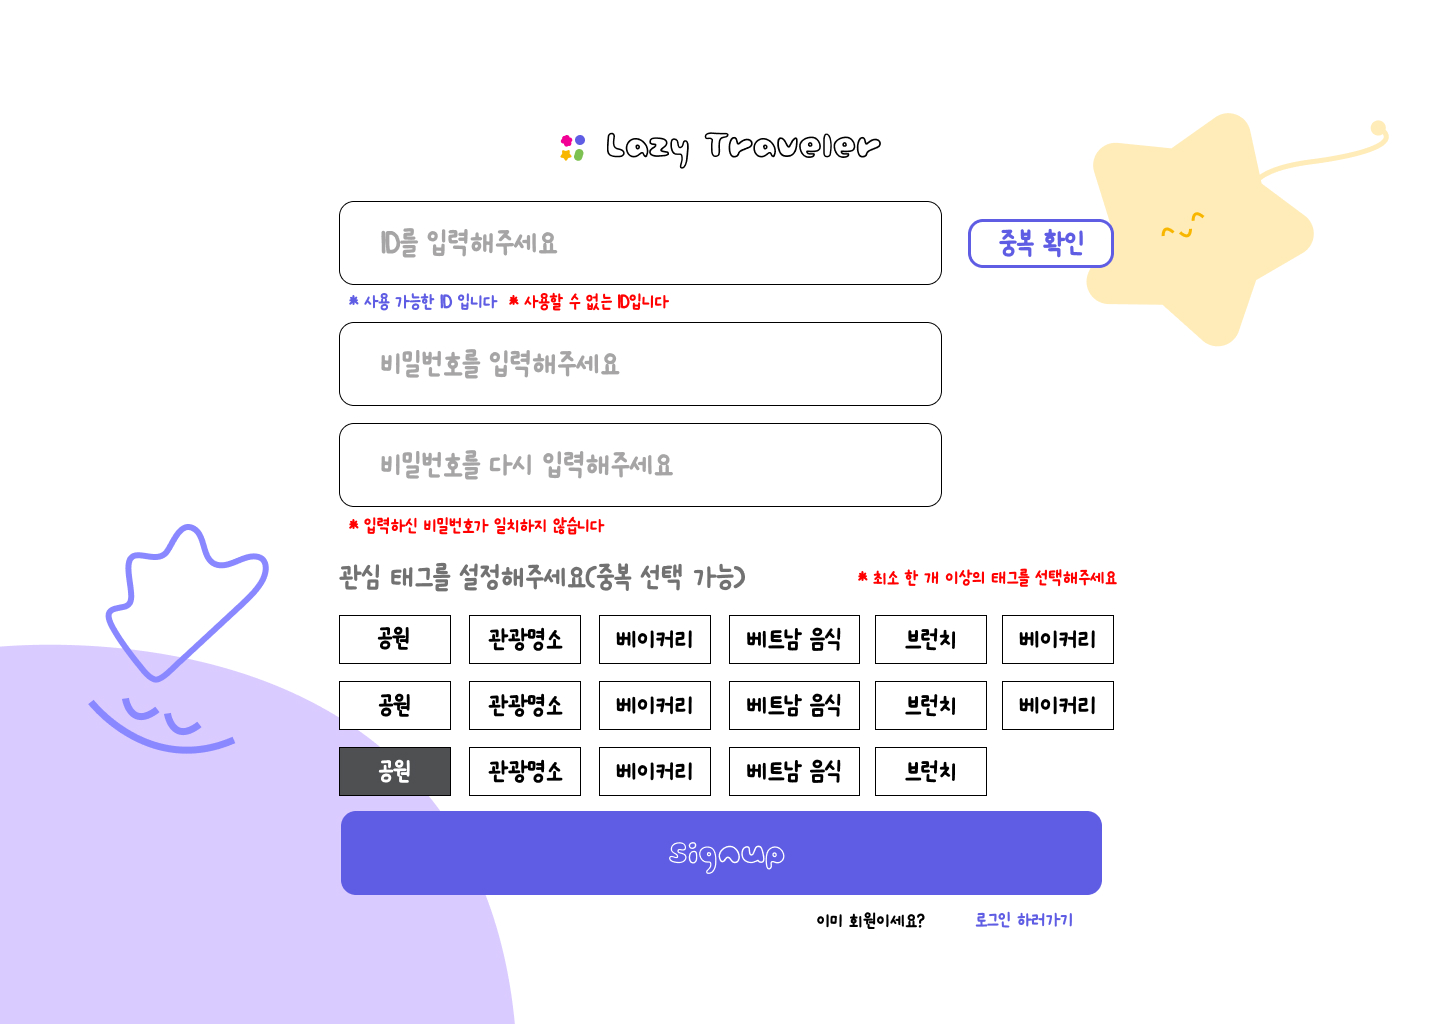 Lazy Traveler
ID를 입력해주세요
중복 확인
* 사용 가능한 ID 입니다 * 사용할 수 없는 ID입니다
비밀번호를 입력해주세요
비밀번호를 다시 입력해주세요
* 입력하신 비밀번호가 일치하지 않습니다
관심 태그를 설정해주세요(중복 선택 가능)
* 최소 한 개 이상의 태그를 선택해주세요
공원 관광명소 베이커리 베트남 음식 브런치 베이커리
공원 관광명소 베이커리 베트남 음식 브런치 베이커리
공원 관광명소 베이커리 베트남 음식 브런치
Signup
이미 회원이세요? 로그인 하러가기